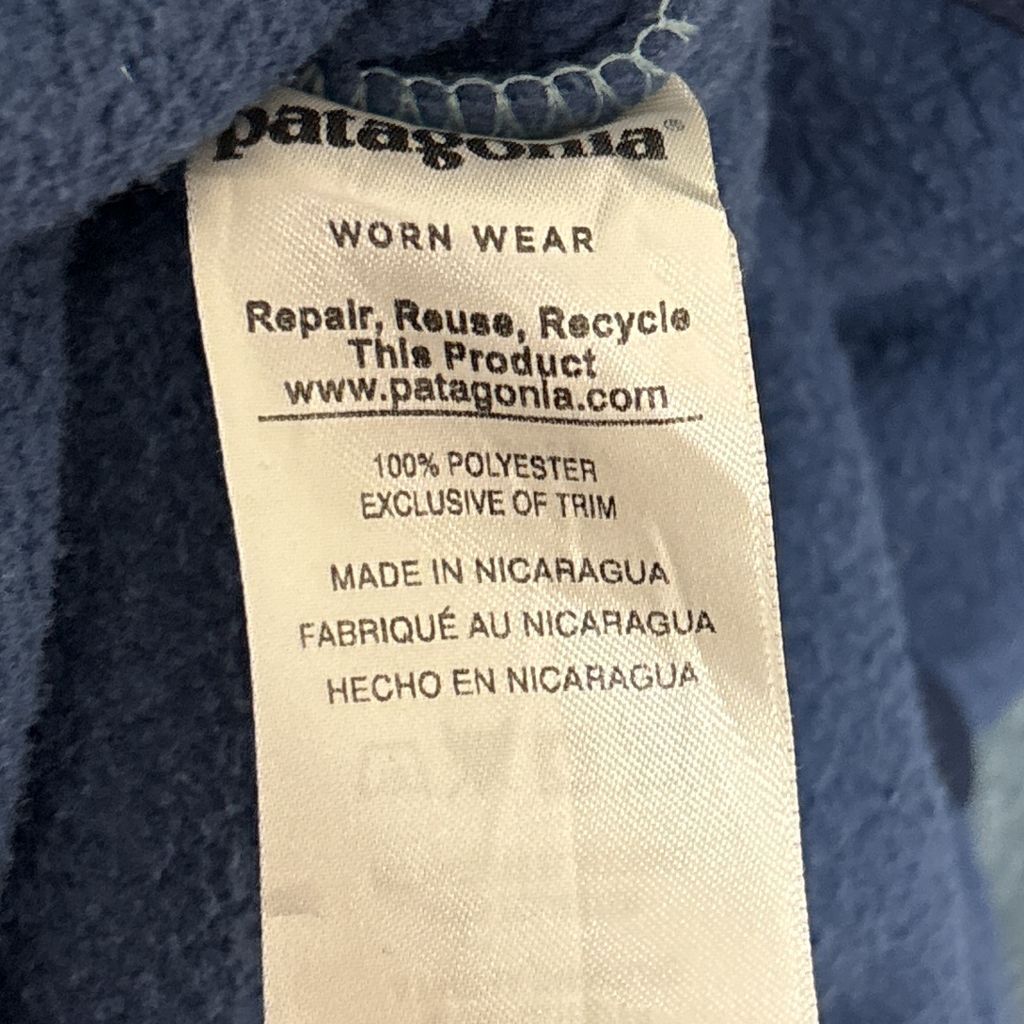 patagonia®
WORN WEAR
Repair, Reuse, Recycle
This Product
www.patagonia.com
100% POLYESTER
EXCLUSIVE OF TRIM
MADE IN NICARAGUA
FABRIQUÉ AU NICARAGUA
HECHO EN NICARAGUA